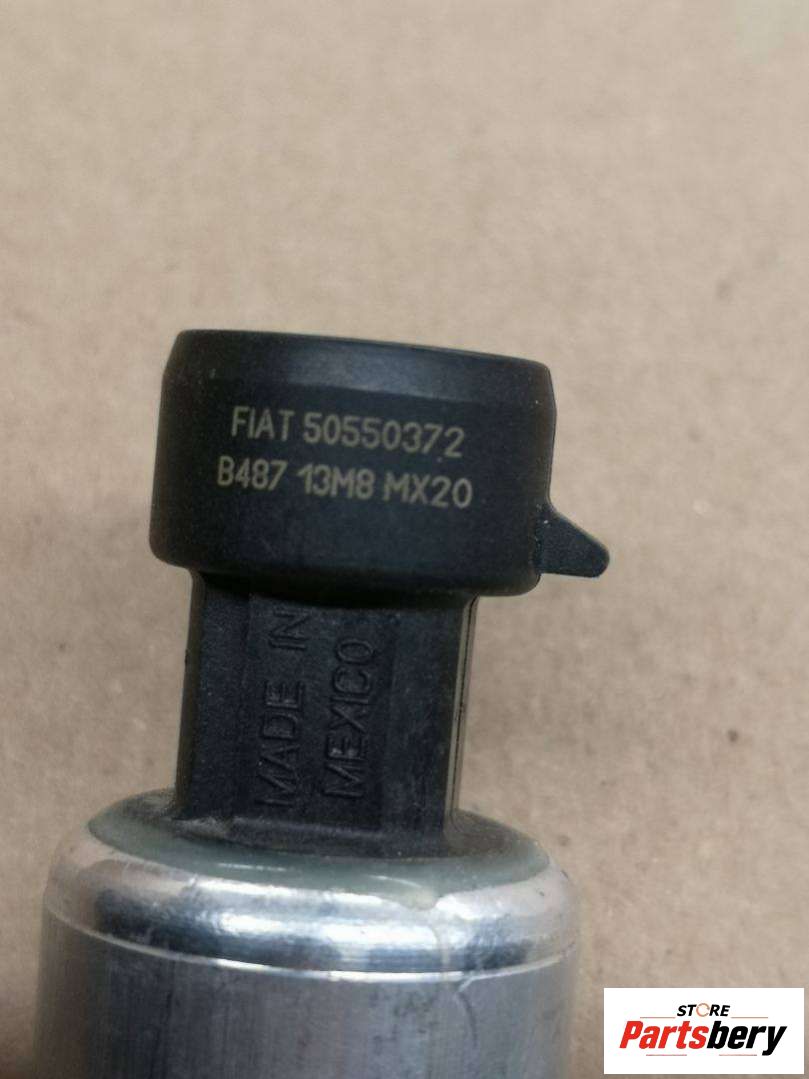 FIAT 50550372
B487 13M8 MX20
MADE IN
MEXICO
STORE
Partsbery